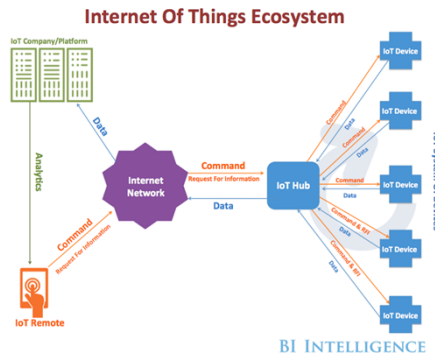 Internet Of Things Ecosystem
IoT Company/Platform
IoT Device
Command
Data
Data
IoT Device
Command
Data
Analytics
Internet
Network
Command
Request For Information
Data
IoT Hub
Command
Data
IoT Device
Command
Request For Information
Command & RFI
Data
IoT Device
Command & RFI
Data
IoT Remote
IoT Device
BI INTELLIGENCE